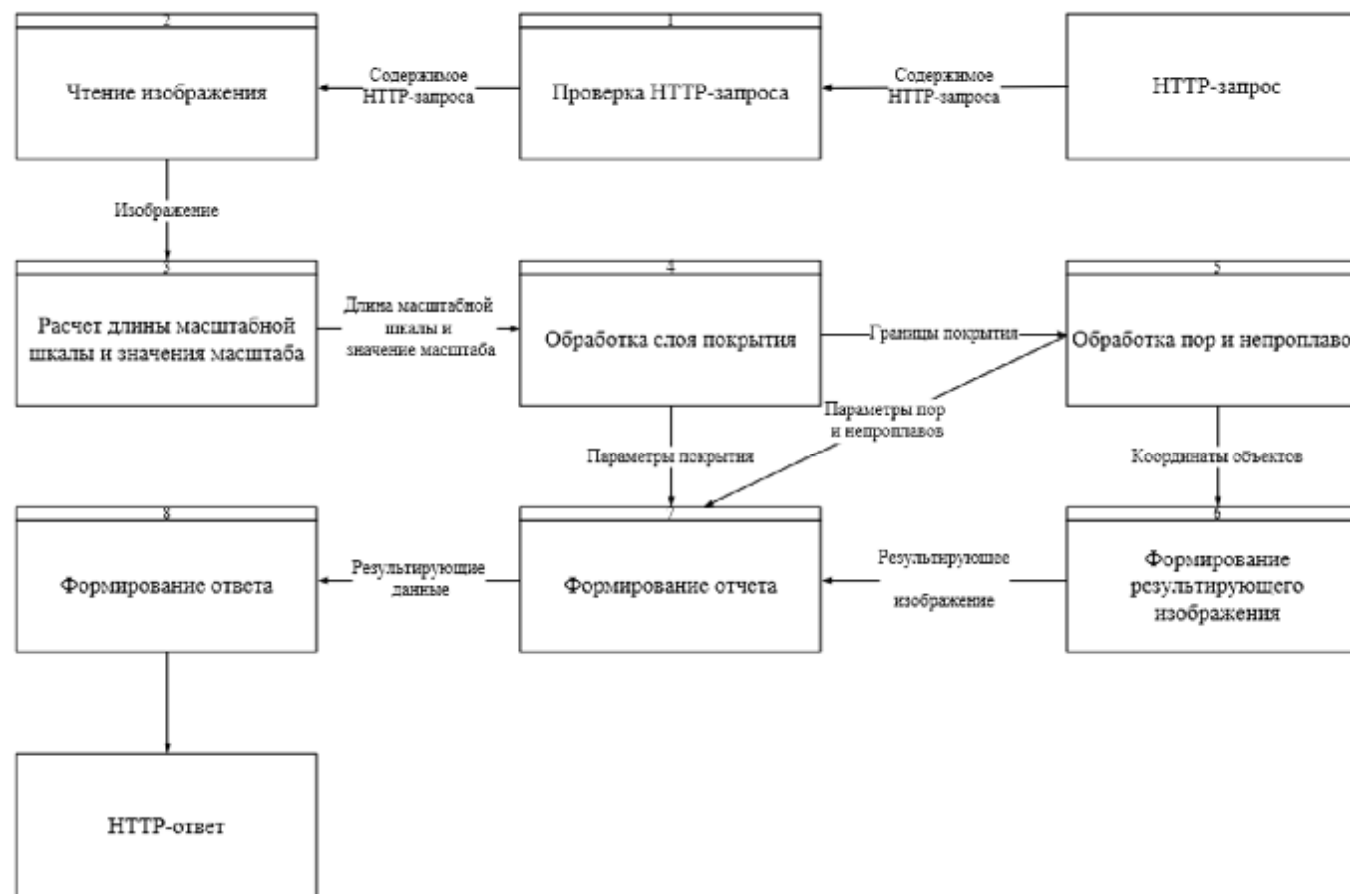 2
1
Чтение изображения
Содержимое
HTTP-запроса
Проверка HTTP-запроса
Содержимое
HTTP-запроса
HTTP-запрос
Изображение
3
4
5
Расчет длины масштабной
шкалы и значения масштаба
Длина масштабной
шкалы и
значение масштаба
Обработка слоя покрытия
Границы покрытия
Обработка пор и непроплаво
Параметры пор
и непроплавов
Параметры покрытия
Координаты объектов
8
7
6
Формирование ответа
Результирующие
данные
Формирование отчета
Результирующее
изображение
Формирование
результирующего
изображения
HTTP-ответ